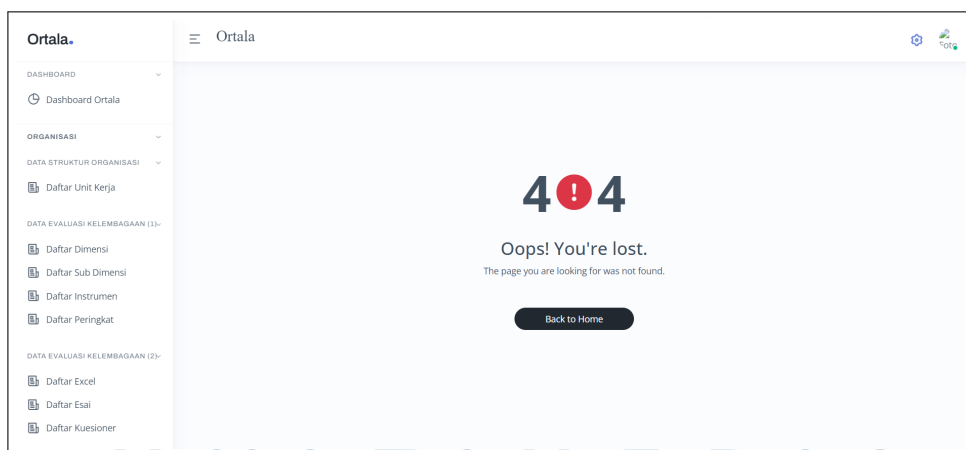 Ortala.
Ortala
Foto
DASHBOARD
Dashboard Ortala
ORGANISASI
DATA STRUKTUR ORGANISASI
Daftar Unit Kerja
DATA EVALUASI KELEMBAGAAN (1)
Daftar Dimensi
Daftar Sub Dimensi
Daftar Instrumen
Daftar Peringkat
DATA EVALUASI KELEMBAGAAN (2)
Daftar Excel
Daftar Esai
Daftar Kuesioner
4!4
Oops! You're lost.
The page you are looking for was not found.
Back to Home